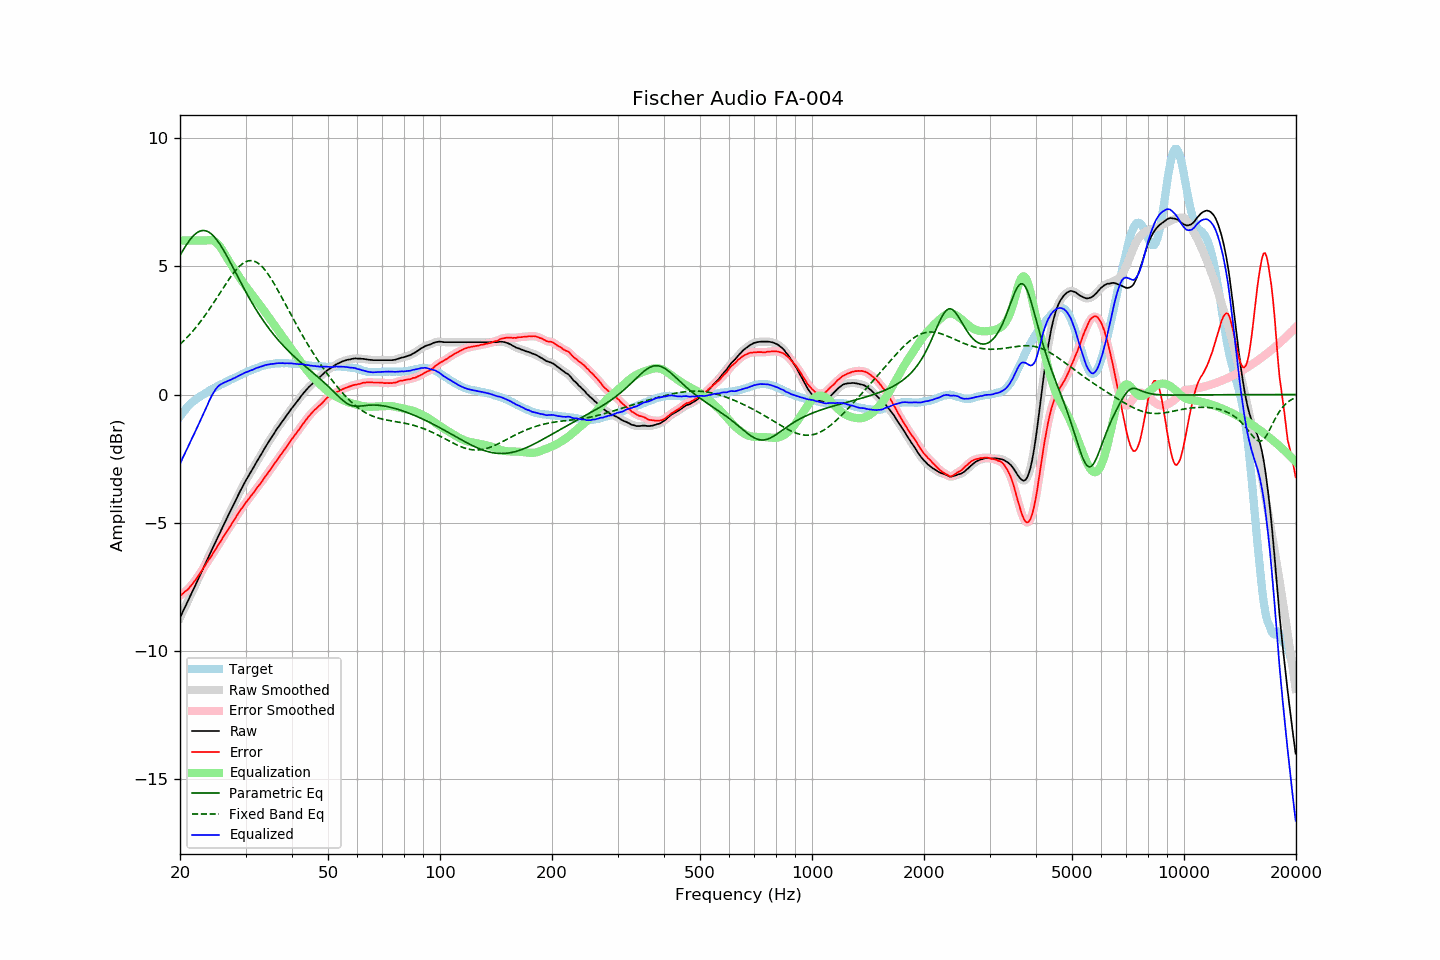 Fischer Audio FA-004
10
5
0
−5
−10
−15
Amplitude (dBr)
Target
Raw Smoothed
Error Smoothed
Raw
Error
Equalization
Parametric Eq
Fixed Band Eq
Equalized
20 50 100 200 500 1000 2000 5000 10000 20000
Frequency (Hz)